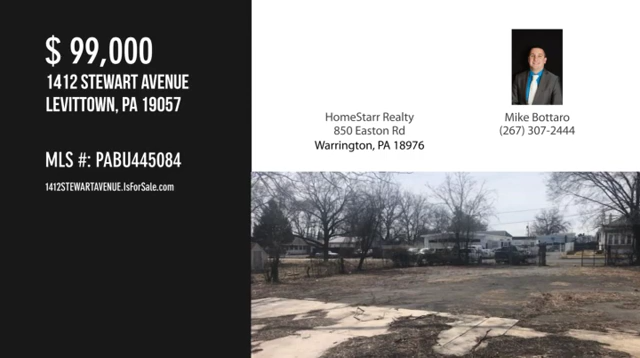 $ 99,000
1412 STEWART AVENUE
LEVITTOWN, PA 19057
MLS #: PABU445084
1412STEWARTAVENUE.IsForSale.com
HomeStarr Realty
850 Easton Rd
Warrington, PA 18976
Mike Bottaro
(267) 307-2444